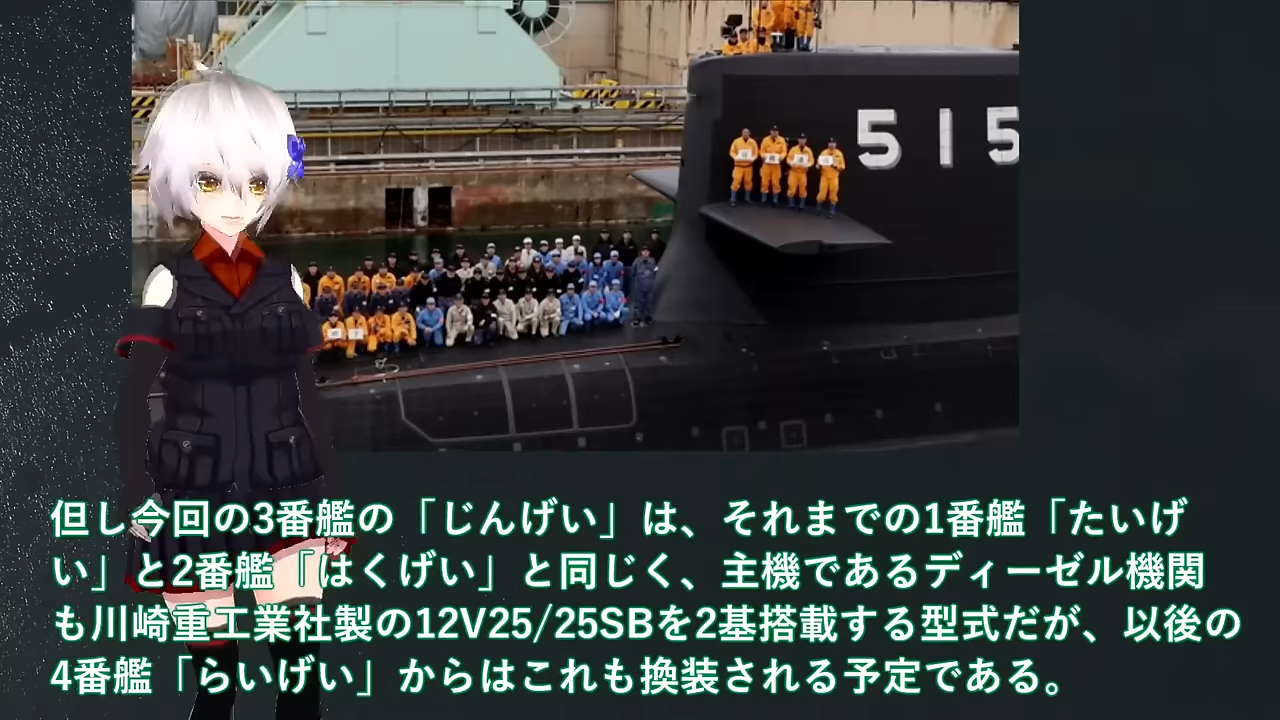 515
但し今回の3番艦の「じんげい」は、それまでの1番艦「たいげ
い」と2番艦「はくげい」と同じく、主機であるディーゼル機関
も川崎重工業社製の12V25/25SBを2基搭載する型式だが、以後の
4番艦「らいげい」からはこれも換装される予定である。